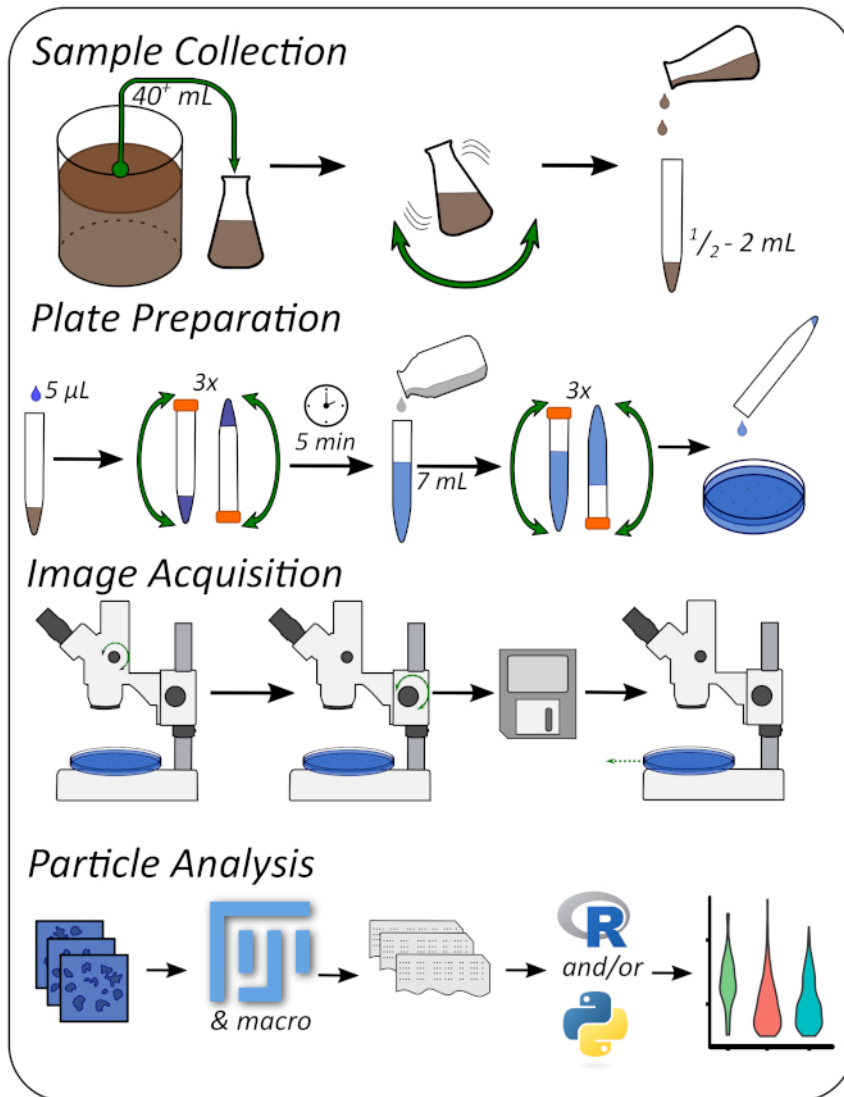 Sample Collection
40⁺ mL
¹/₂ - 2 mL
Plate Preparation
5 µL
3x
5 min
7 mL
3x
Image Acquisition
Particle Analysis
R
and/or
& macro